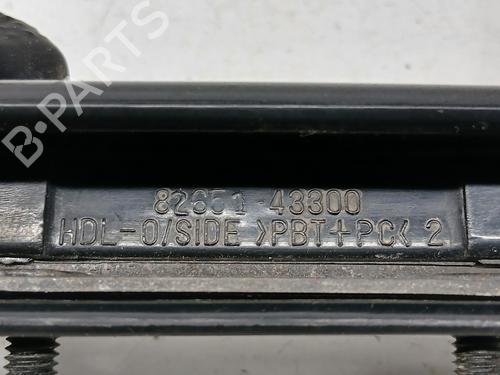 82651-43300
HDL-O/SIDE >PBT+PC< 2
B-PARTS